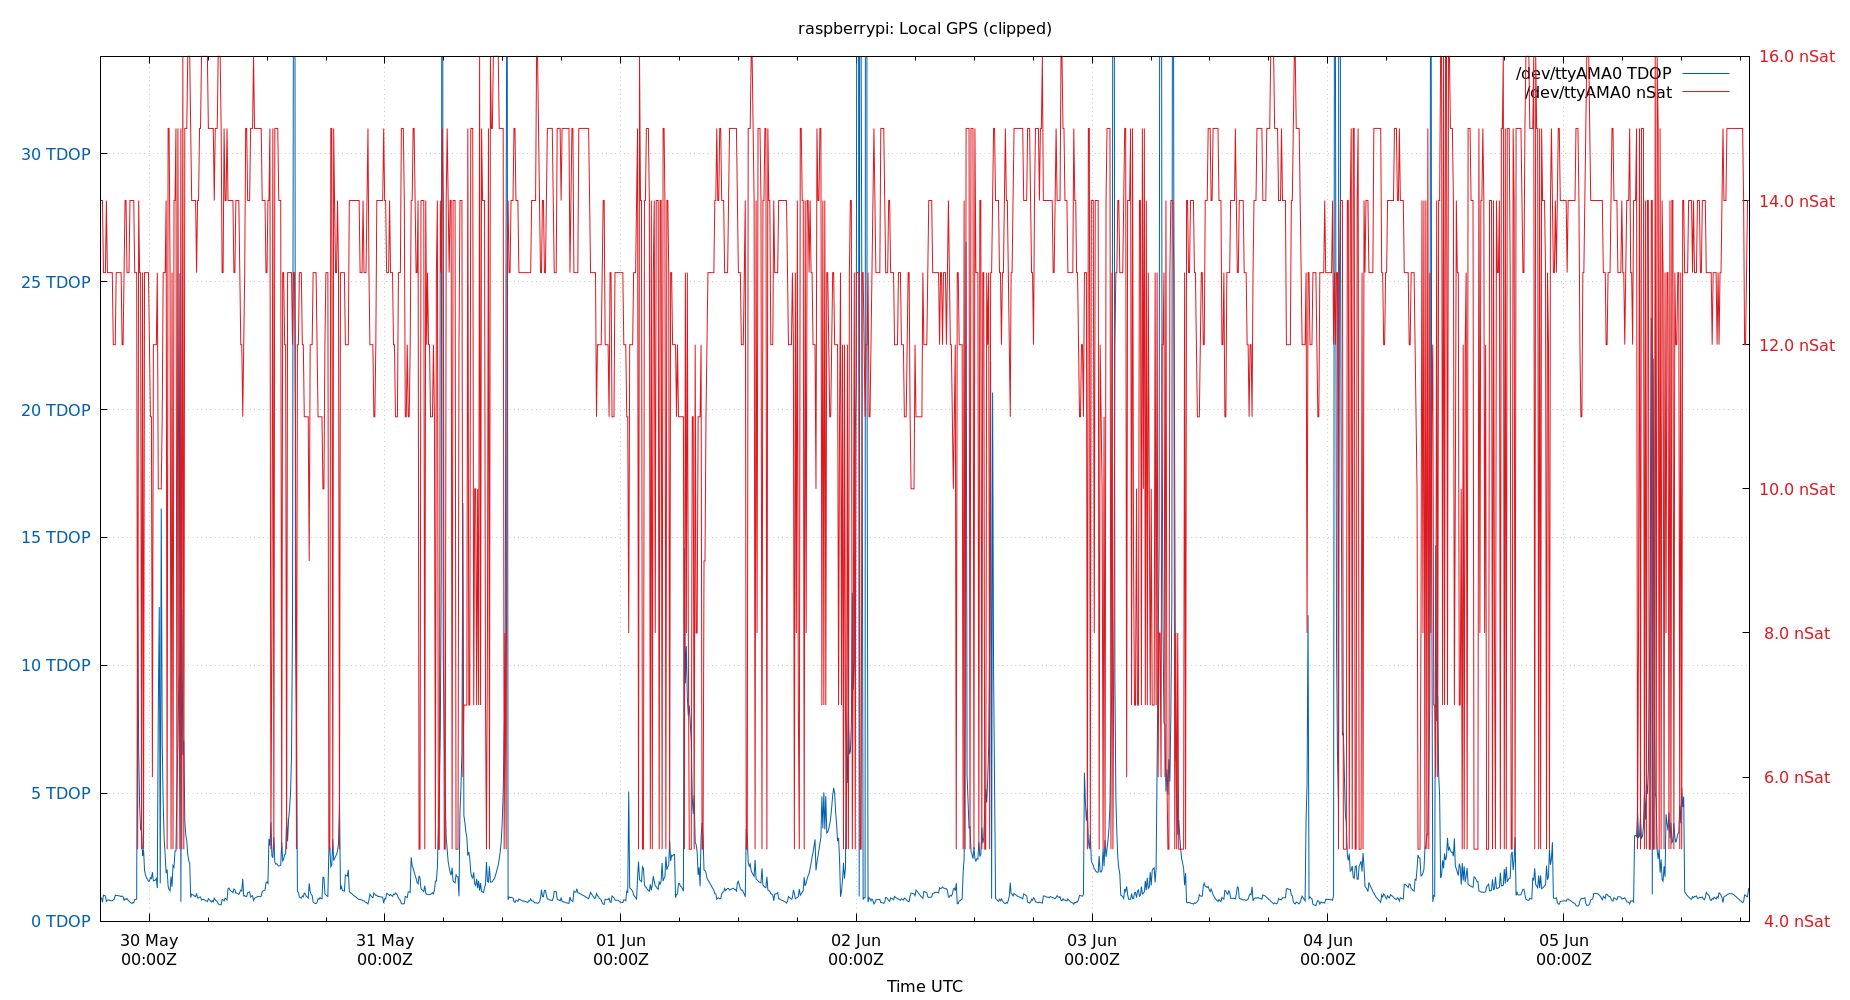 raspberrypi: Local GPS (clipped)
/dev/ttyAMA0 TDOP
/dev/ttyAMA0 nSat
30 TDOP
25 TDOP
20 TDOP
15 TDOP
10 TDOP
5 TDOP
0 TDOP
16.0 nSat
14.0 nSat
12.0 nSat
10.0 nSat
8.0 nSat
6.0 nSat
4.0 nSat
30 May
00:00Z
31 May
00:00Z
01 Jun
00:00Z
02 Jun
00:00Z
03 Jun
00:00Z
04 Jun
00:00Z
05 Jun
00:00Z
Time UTC